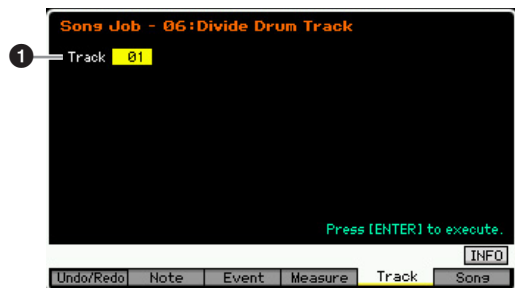 Song Job - 06:Divide Drum Track
1 Track 01
Press [ENTER] to execute.
INFO
Undo/Redo Note Event Measure Track Song